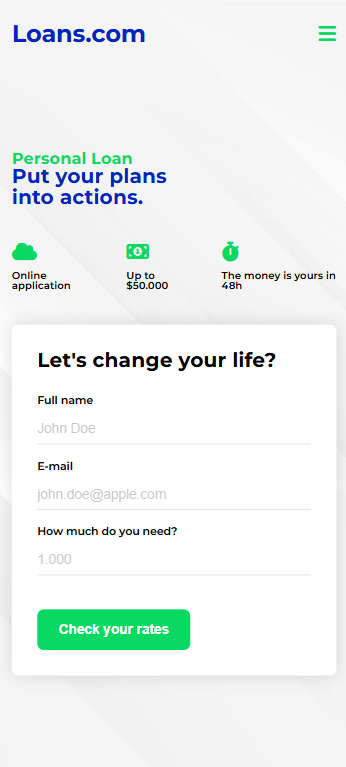 Loans.com
Personal Loan
Put your plans
into actions.
Online
application
Up to
$50.000
The money is yours in
48h
Let's change your life?
Full name
John Doe
E-mail
john.doe@apple.com
How much do you need?
1.000
Check your rates